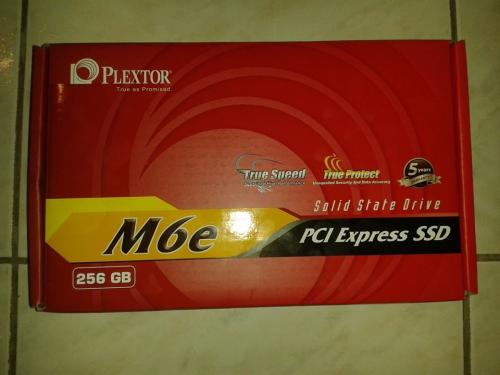 PLEXTOR®
True as Promised.
True Speed
True Protect
Unequaled Security And Data Accuracy
5 years
Solid State Drive
M6e
PCI Express SSD
256 GB